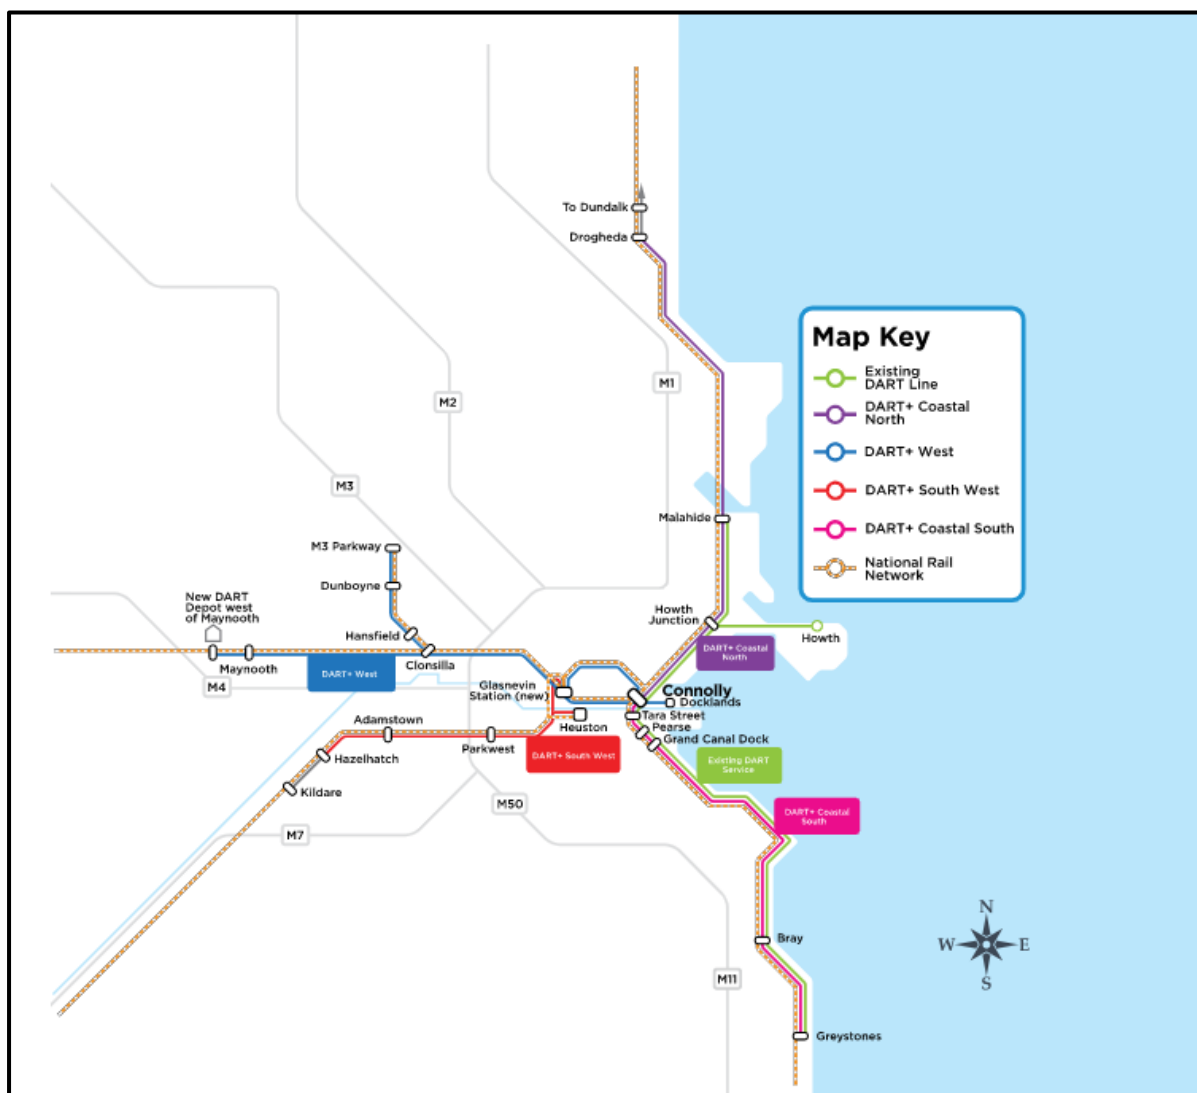 To Dundalk
Drogheda
M1
M2
M3
Map Key
Existing
DART Line
DART+ Coastal
North
DART+ West
DART+ South West
DART+ Coastal South
National Rail
Network
Malahide
M3 Parkway
Dunboyne
New DART
Depot west
of Maynooth
Hansfield
Howth
Junction
Howth
DART+ Coastal
North
Maynooth
Clonsilla
DART+ West
M4
Glasnevin
Station (new)
Connolly
Docklands
Tara Street
Pearse
Grand Canal Dock
Heuston
Adamstown
Parkwest
Hazelhatch
Kildare
DART+ South West
Existing DART
Service
DART+ Coastal
South
M50
M7
Bray
M11
Greystones
N
W
E
S